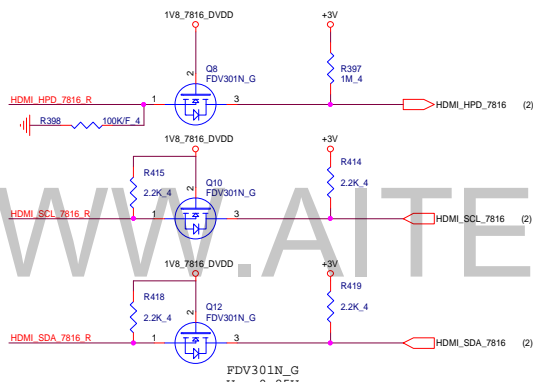 1V8_7816_DVDD +3V
Q8 R397
FDV301N_G 1M_4
2
HDMI_HPD_7816_R 1 3 HDMI_HPD_7816 (2)
R398 100K/F_4
1V8_7816_DVDD +3V
R415 Q10 R414
2.2K_4 FDV301N_G 2.2K_4
2
HDMI_SCL_7816_R 1 3 HDMI_SCL_7816 (2)
WWW.AITE
1V8_7816_DVDD +3V
R418 Q12 R419
2.2K_4 FDV301N_G 2.2K_4
2
HDMI_SDA_7816_R 1 3 HDMI_SDA_7816 (2)
FDV301N_G